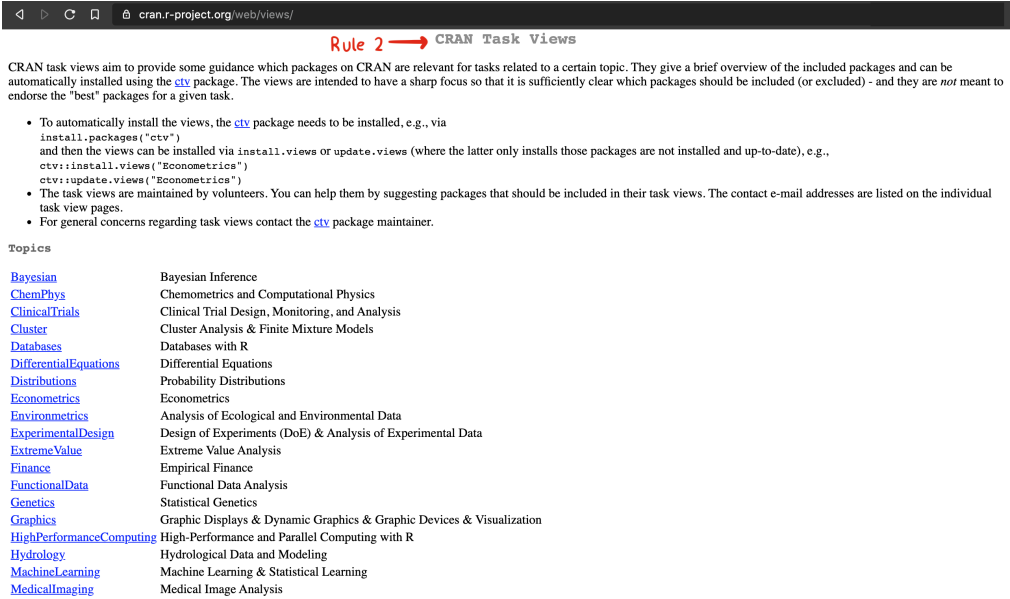 cran.r-project.org/web/views/
Rule 2 CRAN Task Views
CRAN task views aim to provide some guidance which packages on CRAN are relevant for tasks related to a certain topic. They give a brief overview of the included packages and can be
automatically installed using the ctv package. The views are intended to have a sharp focus so that it is sufficiently clear which packages should be included (or excluded) - and they are not meant to
endorse the "best" packages for a given task.
• To automatically install the views, the ctv package needs to be installed, e.g., via
install.packages("ctv")
and then the views can be installed via install.views or update.views (where the latter only installs those packages are not installed and up-to-date), e.g.,
ctv::install.views("Econometrics")
ctv::update.views("Econometrics")
• The task views are maintained by volunteers. You can help them by suggesting packages that should be included in their task views. The contact e-mail addresses are listed on the individual
task view pages.
• For general concerns regarding task views contact the ctv package maintainer.
Topics
Bayesian Bayesian Inference
ChemPhys Chemometrics and Computational Physics
ClinicalTrials Clinical Trial Design, Monitoring, and Analysis
Cluster Cluster Analysis & Finite Mixture Models
Databases Databases with R
DifferentialEquations Differential Equations
Distributions Probability Distributions
Econometrics Econometrics
Environmetrics Analysis of Ecological and Environmental Data
ExperimentalDesign Design of Experiments (DoE) & Analysis of Experimental Data
ExtremeValue Extreme Value Analysis
Finance Empirical Finance
FunctionalData Functional Data Analysis
Genetics Statistical Genetics
Graphics Graphic Displays & Dynamic Graphics & Graphic Devices & Visualization
HighPerformanceComputing High-Performance and Parallel Computing with R
Hydrology Hydrological Data and Modeling
MachineLearning Machine Learning & Statistical Learning
MedicalImaging Medical Image Analysis